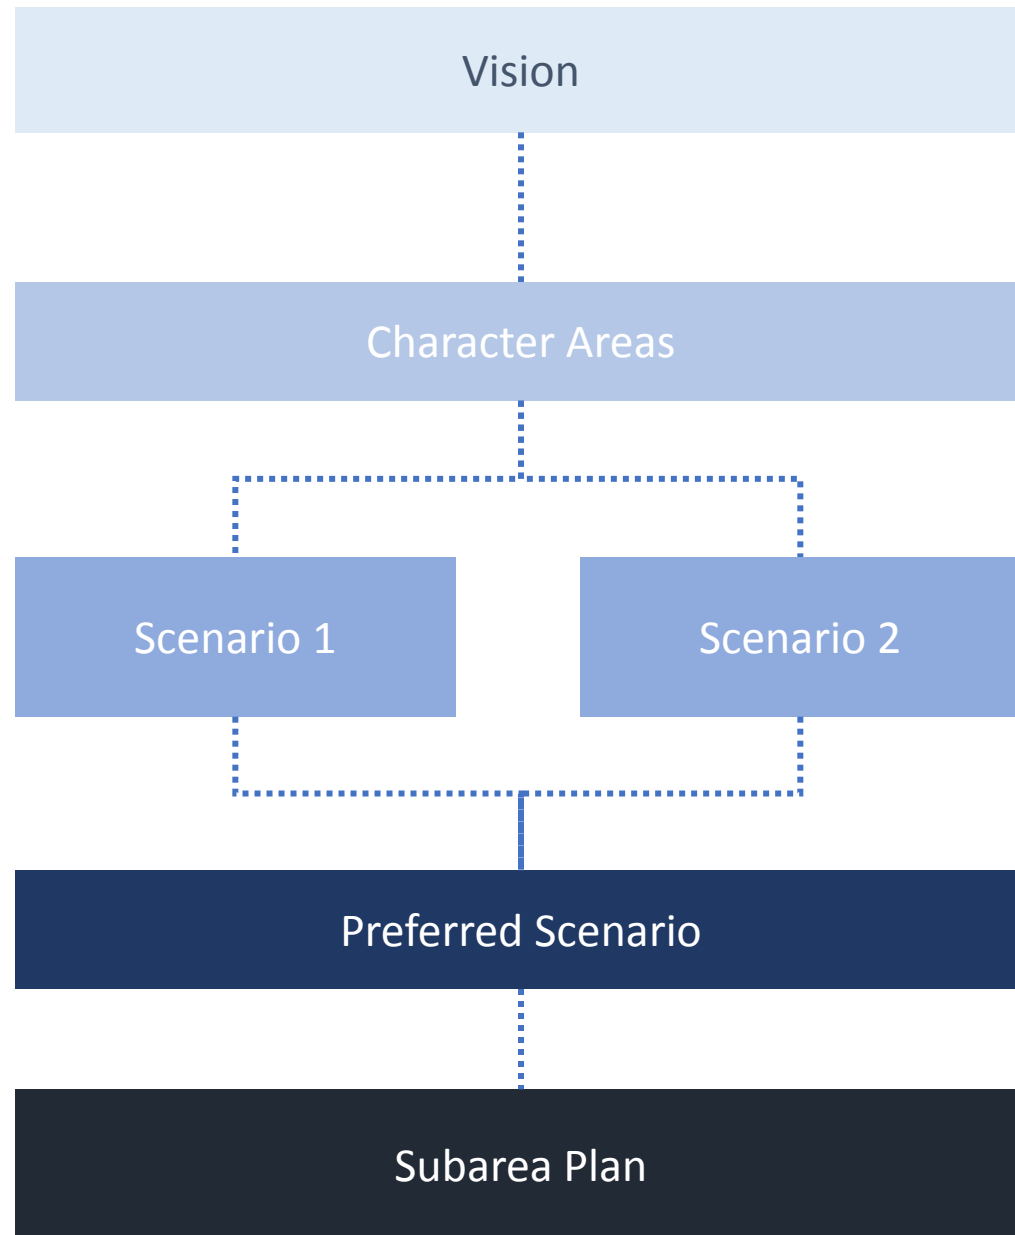 Vision
Character Areas
Scenario 1
Scenario 2
Preferred Scenario
Subarea Plan